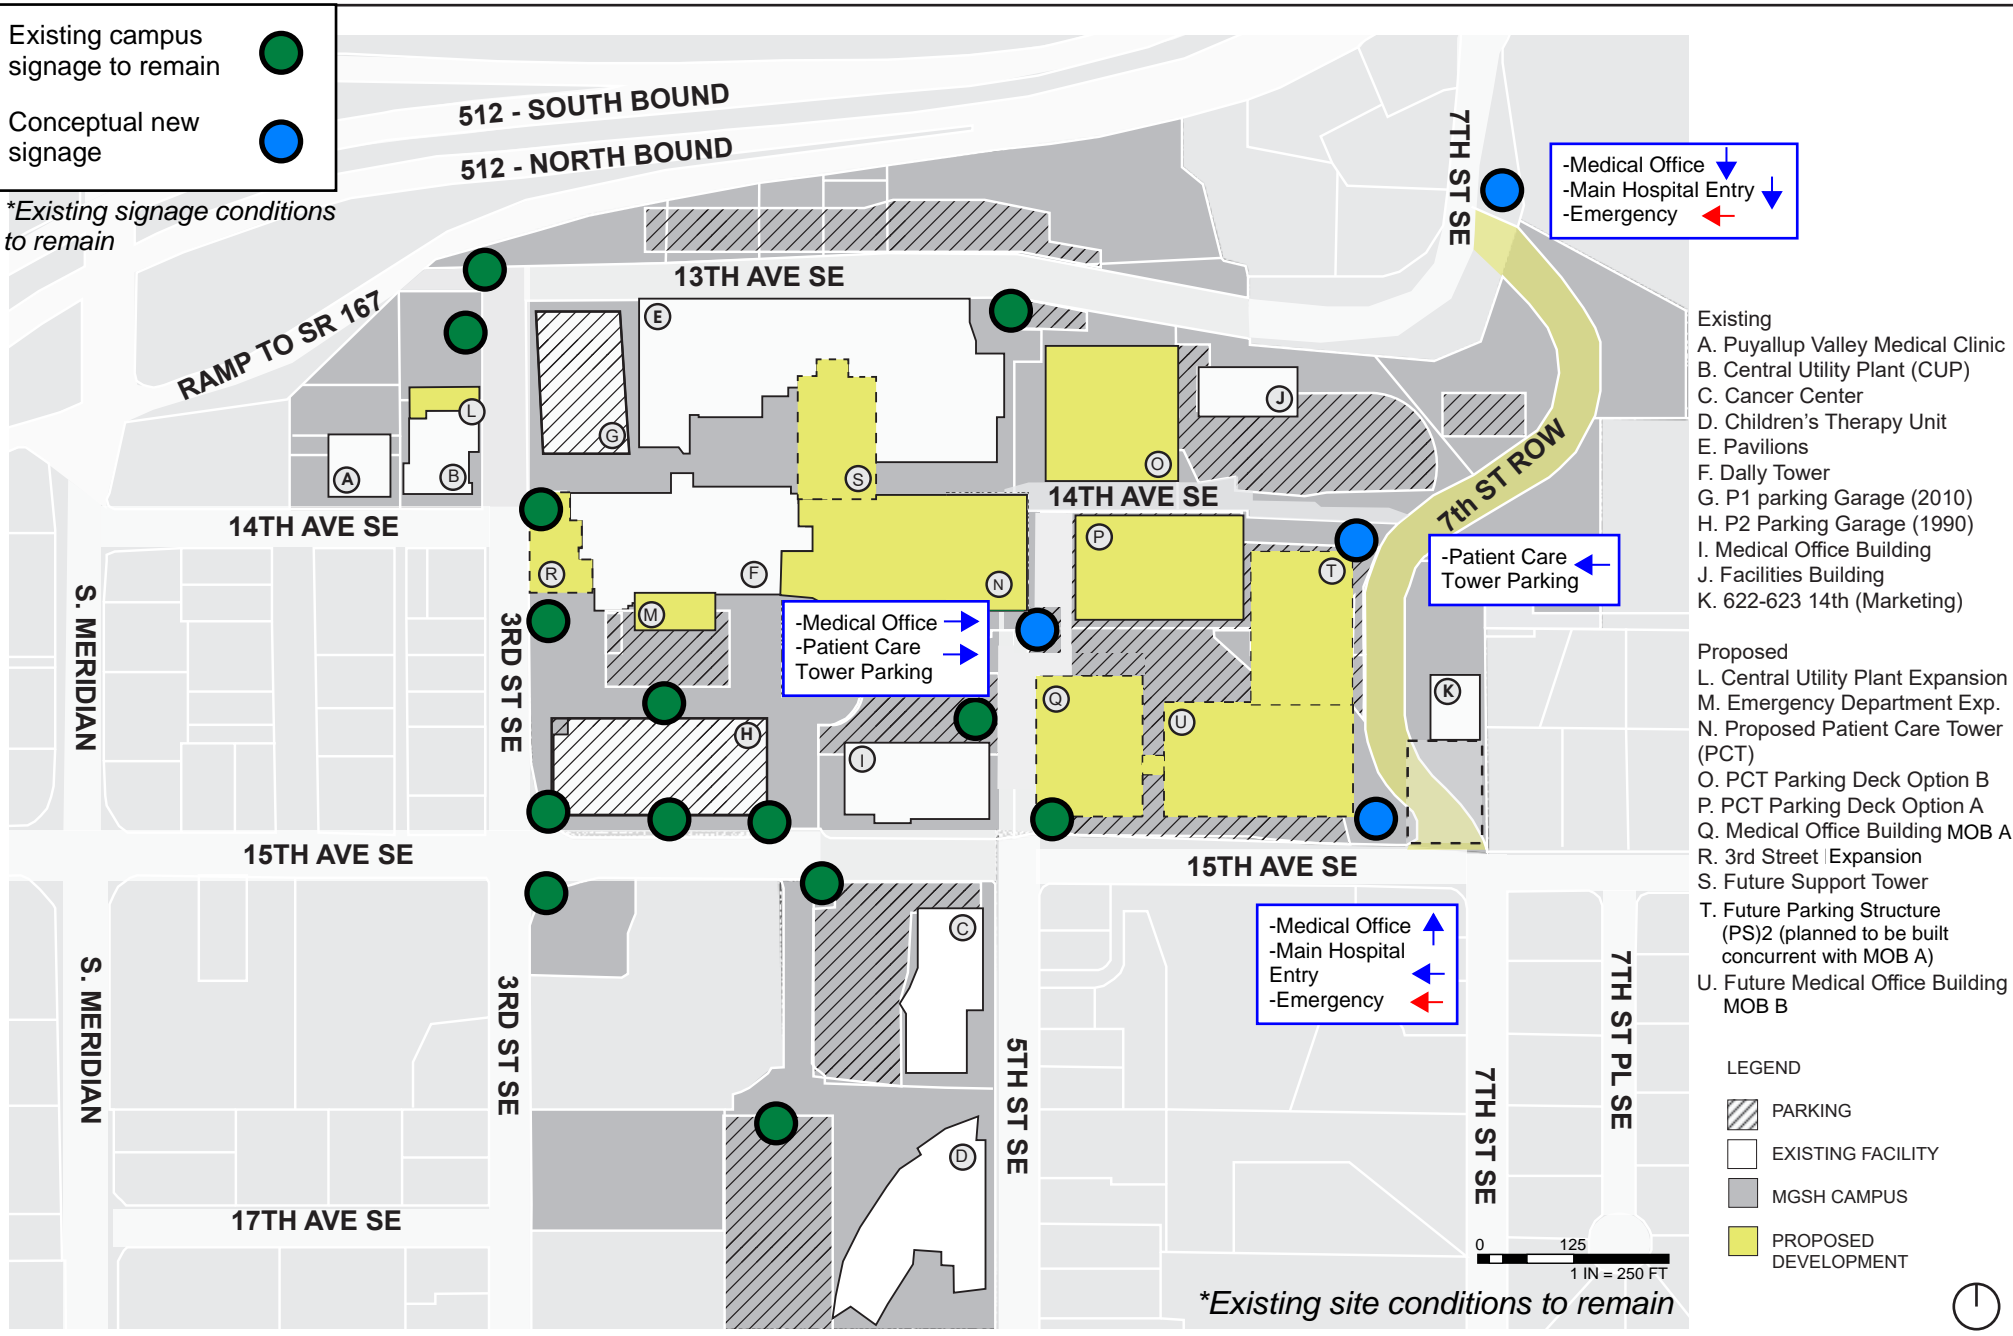 Existing campus
signage to remain
Conceptual new
signage
*Existing signage conditions
to remain
512 - SOUTH BOUND
512 - NORTH BOUND
RAMP TO SR 167
13TH AVE SE
7TH ST SE
-Medical Office
-Main Hospital Entry
-Emergency
E
G
L
A
B
S
J
O
14TH AVE SE
14TH AVE SE
7th ST ROW
R
F
M
N
P
T
-Patient Care
Tower Parking
-Medical Office
-Patient Care
Tower Parking
S. MERIDIAN
3RD ST SE
H
I
Q
U
K
15TH AVE SE
15TH AVE SE
-Medical Office
-Main Hospital
Entry
-Emergency
C
D
S. MERIDIAN
3RD ST SE
5TH ST SE
7TH ST SE
7TH ST PL SE
17TH AVE SE
0 125
1 IN = 250 FT
*Existing site conditions to remain
Existing
A. Puyallup Valley Medical Clinic
B. Central Utility Plant (CUP)
C. Cancer Center
D. Children's Therapy Unit
E. Pavilions
F. Dally Tower
G. P1 parking Garage (2010)
H. P2 Parking Garage (1990)
I. Medical Office Building
J. Facilities Building
K. 622-623 14th (Marketing)
Proposed
L. Central Utility Plant Expansion
M. Emergency Department Exp.
N. Proposed Patient Care Tower
(PCT)
O. PCT Parking Deck Option B
P. PCT Parking Deck Option A
Q. Medical Office Building MOB A
R. 3rd Street Expansion
S. Future Support Tower
T. Future Parking Structure
(PS)2 (planned to be built
concurrent with MOB A)
U. Future Medical Office Building
MOB B
LEGEND
PARKING
EXISTING FACILITY
MGSH CAMPUS
PROPOSED
DEVELOPMENT